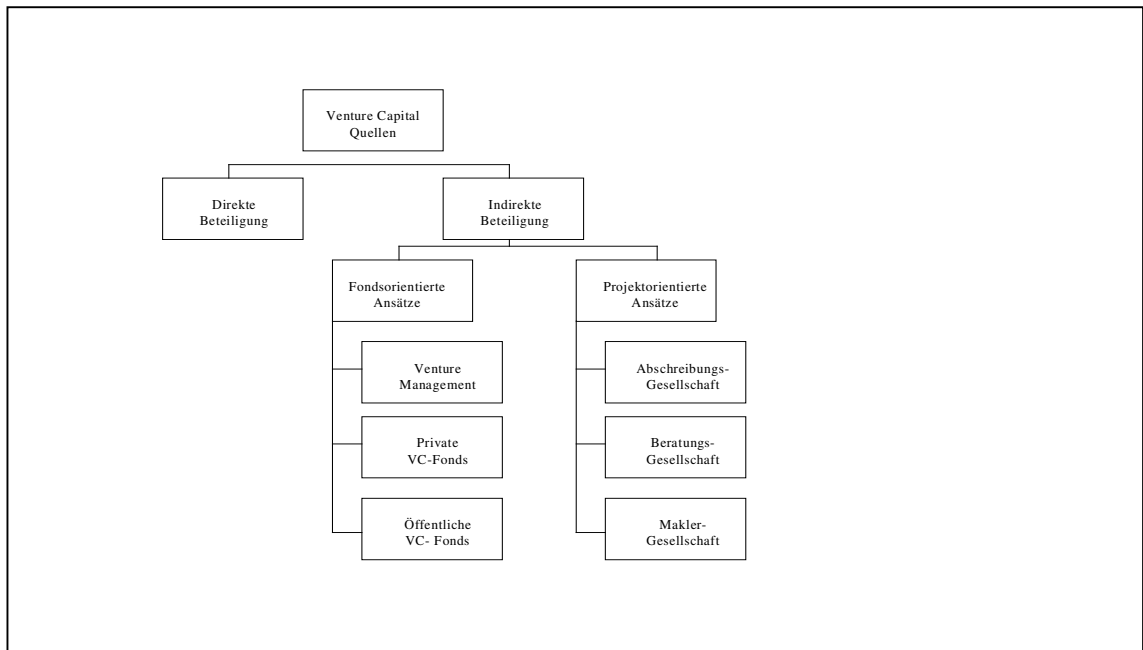 Venture Capital
Quellen
Direkte
Beteiligung
Indirekte
Beteiligung
Fondsorientierte
Ansätze
Projektorientierte
Ansätze
Venture
Management
Abschreibungs-
Gesellschaft
Private
VC-Fonds
Beratungs-
Gesellschaft
Öffentliche
VC- Fonds
Makler-
Gesellschaft